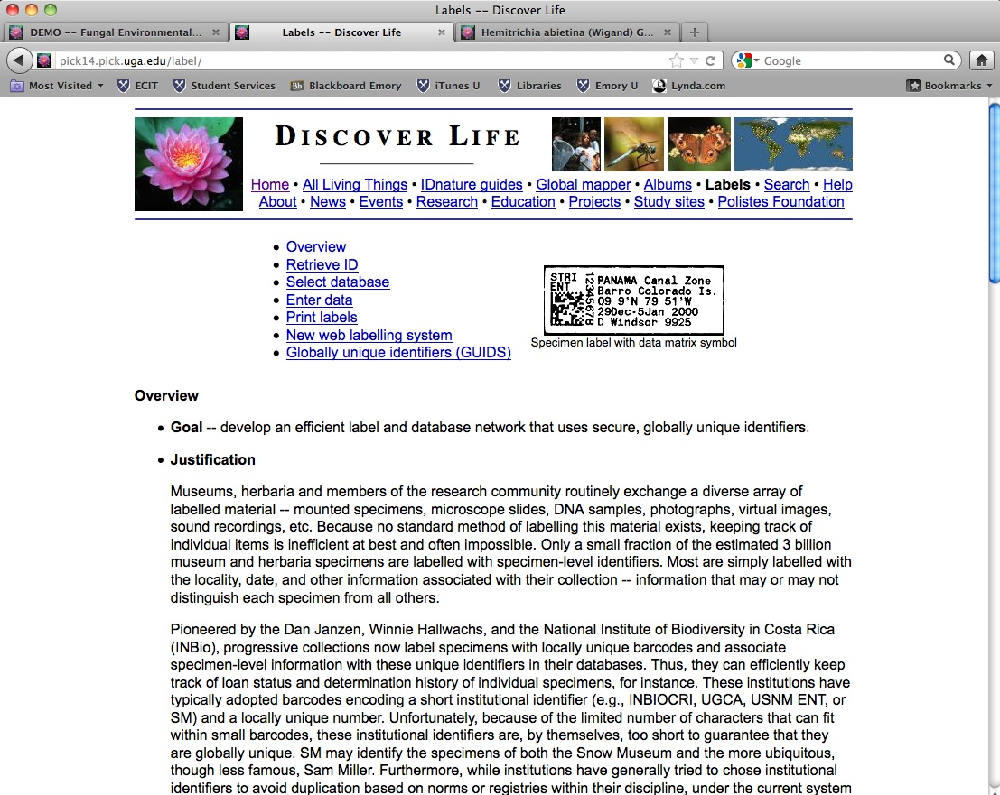 Labels -- Discover Life
DEMO -- Fungal Environmental...
Labels -- Discover Life
Hemitrichia abietina (Wigand) G...
pick14.pick.uga.edu/label/
Google
Most Visited
ECIT
Student Services
Bb Blackboard Emory
iTunes U
Libraries
Emory U
Lynda.com
Bookmarks
DISCOVER LIFE
Home • All Living Things • IDnature guides • Global mapper • Albums • Labels • Search • Help
About • News • Events • Research • Education • Projects • Study sites • Polistes Foundation
• Overview
• Retrieve ID
• Select database
• Enter data
• Print labels
• New web labelling system
• Globally unique identifiers (GUIDS)
STRI
ENT
12345678
PANAMA Canal Zone
Barro Colorado Is.
09 9'N 79 51'W
29Dec-5Jan 2000
D Windsor 9925
Specimen label with data matrix symbol
Overview
• Goal -- develop an efficient label and database network that uses secure, globally unique identifiers.
• Justification
Museums, herbaria and members of the research community routinely exchange a diverse array of
labelled material -- mounted specimens, microscope slides, DNA samples, photographs, virtual images,
sound recordings, etc. Because no standard method of labelling this material exists, keeping track of
individual items is inefficient at best and often impossible. Only a small fraction of the estimated 3 billion
museum and herbaria specimens are labelled with specimen-level identifiers. Most are simply labelled with
the locality, date, and other information associated with their collection -- information that may or may not
distinguish each specimen from all others.
Pioneered by the Dan Janzen, Winnie Hallwachs, and the National Institute of Biodiversity in Costa Rica
(INBio), progressive collections now label specimens with locally unique barcodes and associate
specimen-level information with these unique identifiers in their databases. Thus, they can efficiently keep
track of loan status and determination history of individual specimens, for instance. These institutions have
typically adopted barcodes encoding a short institutional identifier (e.g., INBIOCRI, UGCA, USNM ENT, or
SM) and a locally unique number. Unfortunately, because of the limited number of characters that can fit
within small barcodes, these institutional identifiers are, by themselves, too short to guarantee that they
are globally unique. SM may identify the specimens of both the Snow Museum and the more ubiquitous,
though less famous, Sam Miller. Furthermore, while institutions have generally tried to chose institutional
identifiers to avoid duplication based on norms or registries within their discipline, under the current system